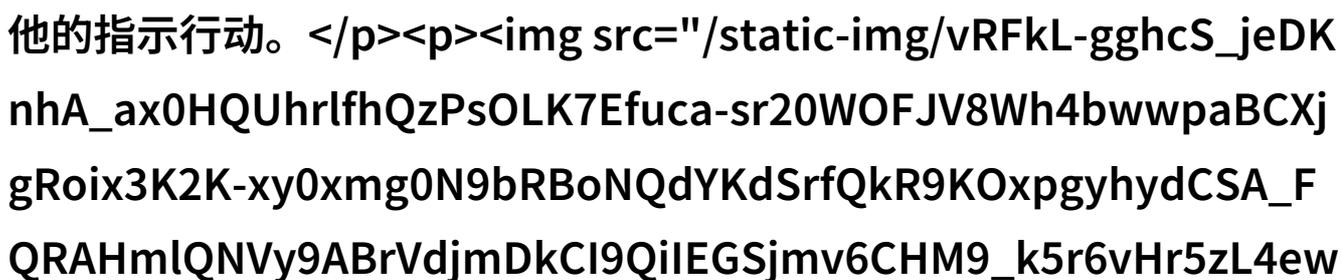 他的指示行动。</p><p><img src="/static-img/vRFkL-gghcS_jeDK
nhA_ax0HQUhrlfhQzPsOLK7Efuca-sr20WOFJV8Wh4bwwpaBCXj
gRoix3K2K-xy0xmg0N9bRBoNQdYKdSrfQkR9KOxpgyhydCSA_F
QRAHmlQNVy9ABrVdjmDkCI9QiIEGSjmv6CHM9_k5r6vHr5zL4ew